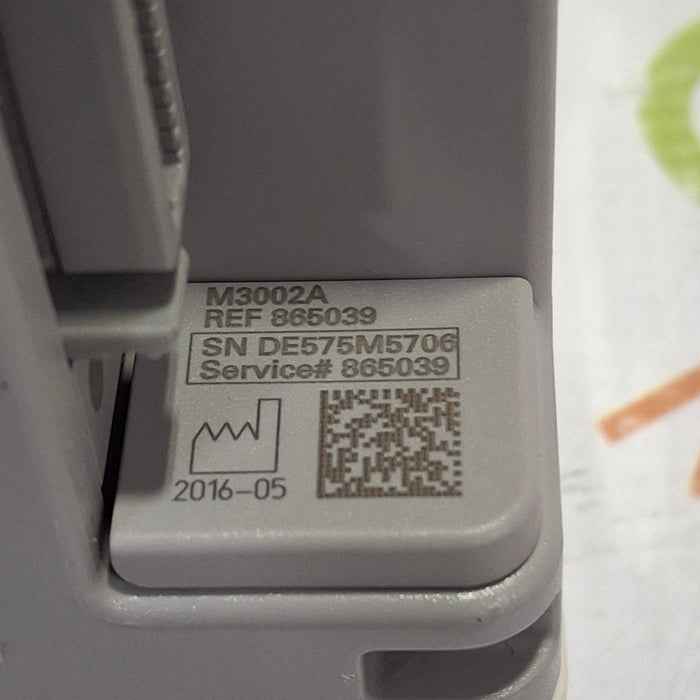 M3002A
REF 865039
SN DE575M5706
Service# 865039
2016-05